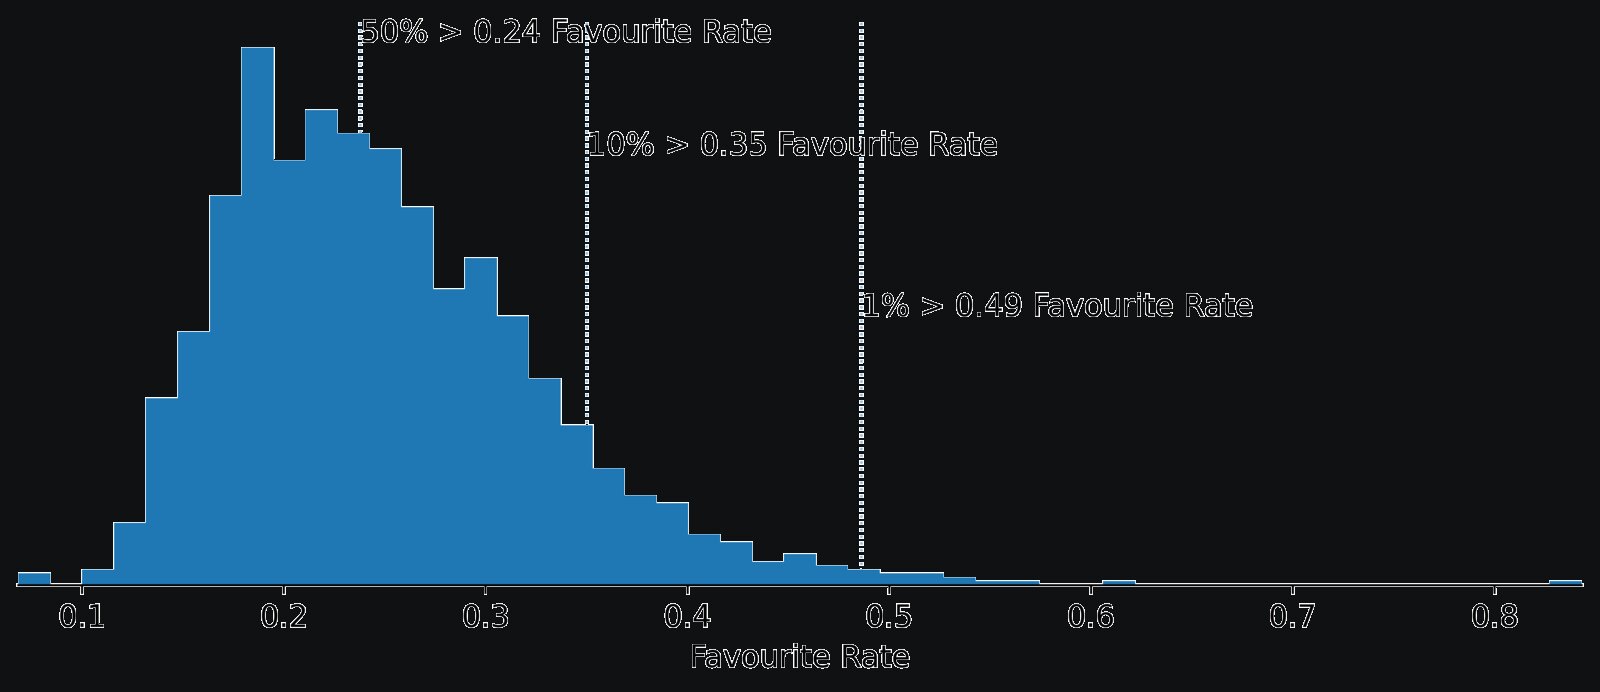 50% > 0.24 Favourite Rate
10% > 0.35 Favourite Rate
1% > 0.49 Favourite Rate
0.1 0.2 0.3 0.4 0.5 0.6 0.7 0.8
Favourite Rate